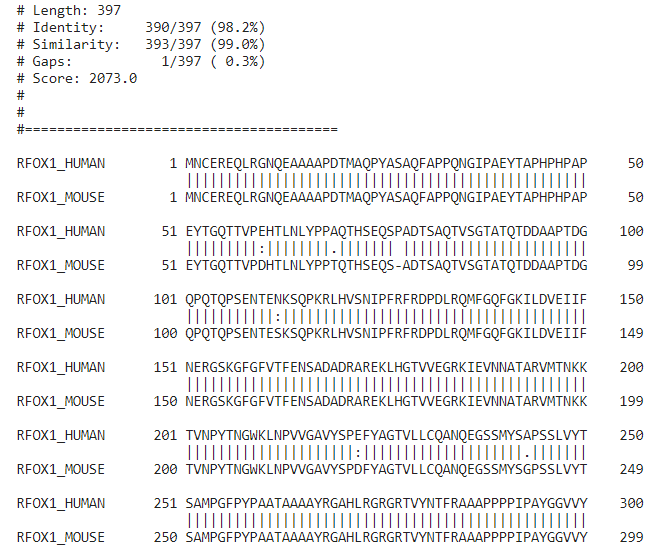 # Length: 397
# Identity:     390/397 (98.2%)
# Similarity:   393/397 (99.0%)
# Gaps:           1/397 ( 0.3%)
# Score: 2073.0
#
#
#=======================================
RFOX1_HUMAN        1 MNCEREQLRGNQEAAAAPDTMAQPYASAQFAPPQNGIPAEYTAPHPHPAP     50
                     ||||||||||||||||||||||||||||||||||||||||||||||||||
RFOX1_MOUSE        1 MNCEREQLRGNQEAAAAPDTMAQPYASAQFAPPQNGIPAEYTAPHPHPAP     50
RFOX1_HUMAN       51 EYTGQTTVPEHTLNLYPPAQTHSEQSPADTSAQTVSGTATQTDDAAPTDG    100
                     |||||||||:||||||||.||||||| |||||||||||||||||||||||
RFOX1_MOUSE       51 EYTGQTTVPDHTLNLYPPTQTHSEQS-ADTSAQTVSGTATQTDDAAPTDG     99
RFOX1_HUMAN      101 QPQTQPSENTENKSQPKRLHVSNIPFRFRDPDLRQMFGQFGKILDVEIIF    150
                     |||||||||||:||||||||||||||||||||||||||||||||||||||
RFOX1_MOUSE      100 QPQTQPSENTESKSQPKRLHVSNIPFRFRDPDLRQMFGQFGKILDVEIIF    149
RFOX1_HUMAN      151 NERGSKGFGFVTFENSADADRAREKLHGTVVEGRKIEVNNATARVMTNKK    200
                     ||||||||||||||||||||||||||||||||||||||||||||||||||
RFOX1_MOUSE      150 NERGSKGFGFVTFENSADADRAREKLHGTVVEGRKIEVNNATARVMTNKK    199
RFOX1_HUMAN      201 TVNPYTNGWKLNPVVGAVYSPEFYAGTVLLCQANQEGSSMYSAPSSLVYT    250
                     |||||||||||||||||||||:||||||||||||||||||||.|||||||
RFOX1_MOUSE      200 TVNPYTNGWKLNPVVGAVYSPDFYAGTVLLCQANQEGSSMYSGPSSLVYT    249
RFOX1_HUMAN      251 SAMPGFPYPAATAAAAYRGAHLRGRGRTVYNTFRAAAPPPPIPAYGGVVY    300
                     ||||||||||||||||||||||||||||||||||||||||||||||||||
RFOX1_MOUSE      250 SAMPGFPYPAATAAAAYRGAHLRGRGRTVYNTFRAAAPPPPIPAYGGVVY    299